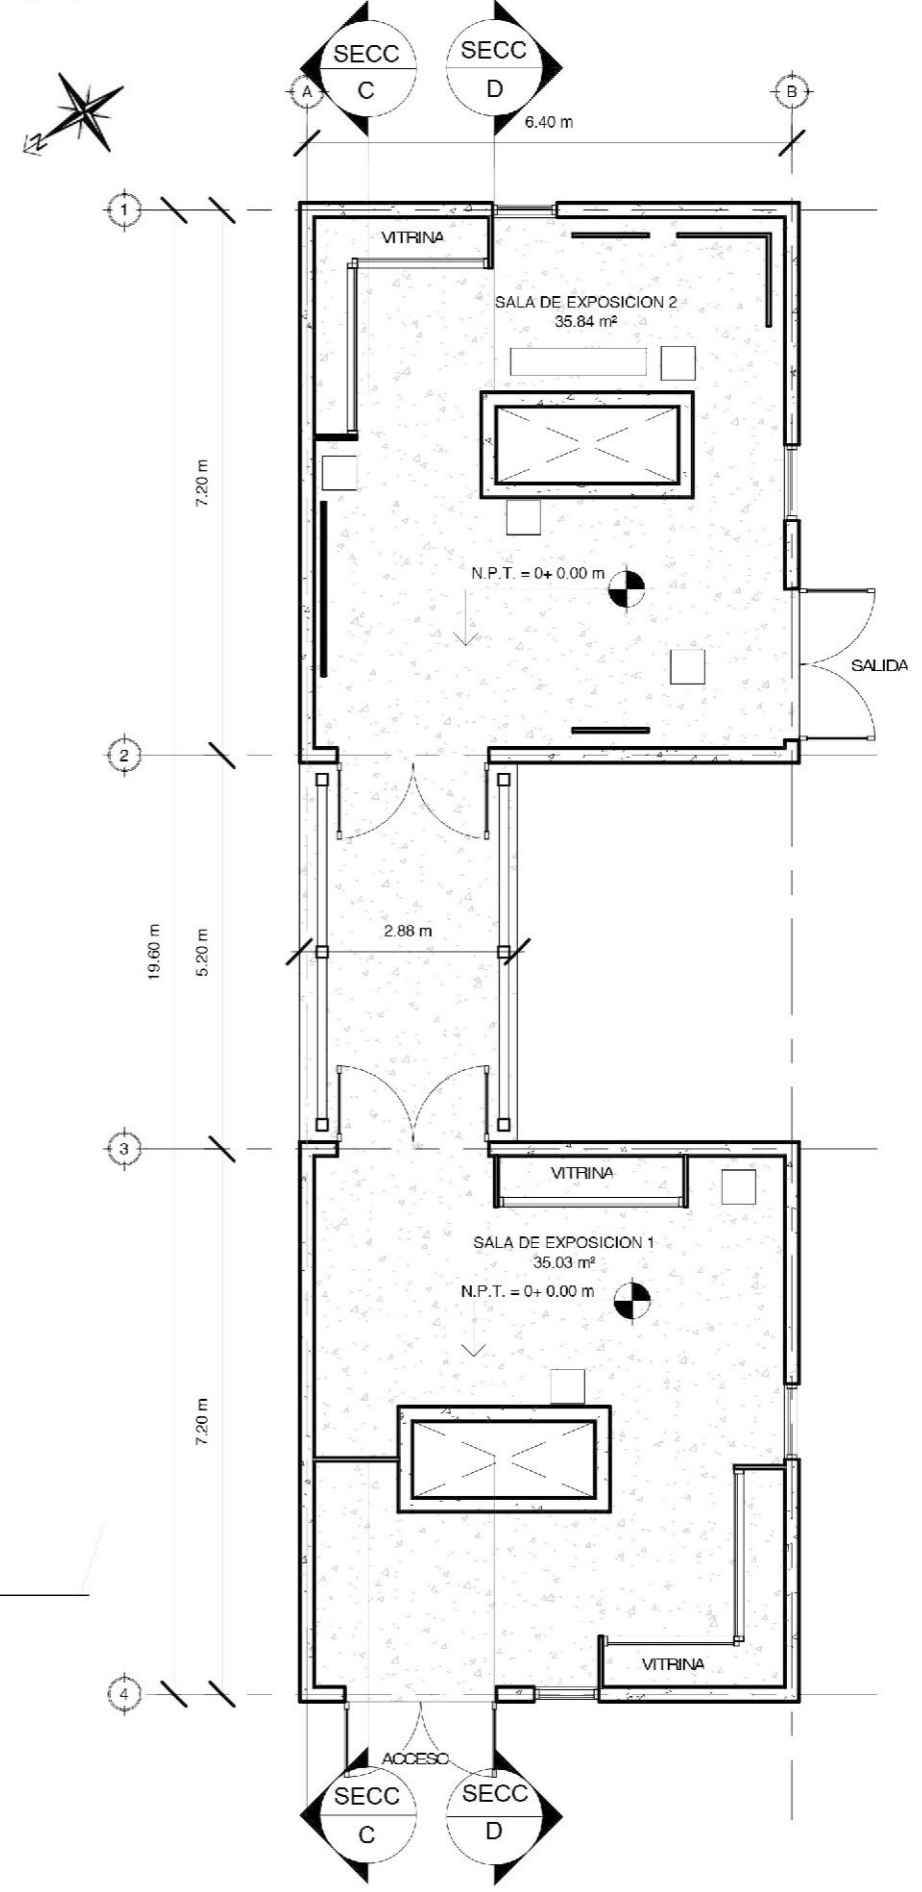 SECC
C
SECC
D
A
B
6.40 m
N
1
VITRINA
SALA DE EXPOSICION 2
35.84 m²
7.20 m
N.P.T. = 0+ 0.00 m
SALIDA
2
2.88 m
19.60 m
5.20 m
3
VITRINA
SALA DE EXPOSICION 1
35.03 m²
N.P.T. = 0+ 0.00 m
7.20 m
VITRINA
4
ACCESO
SECC
C
SECC
D